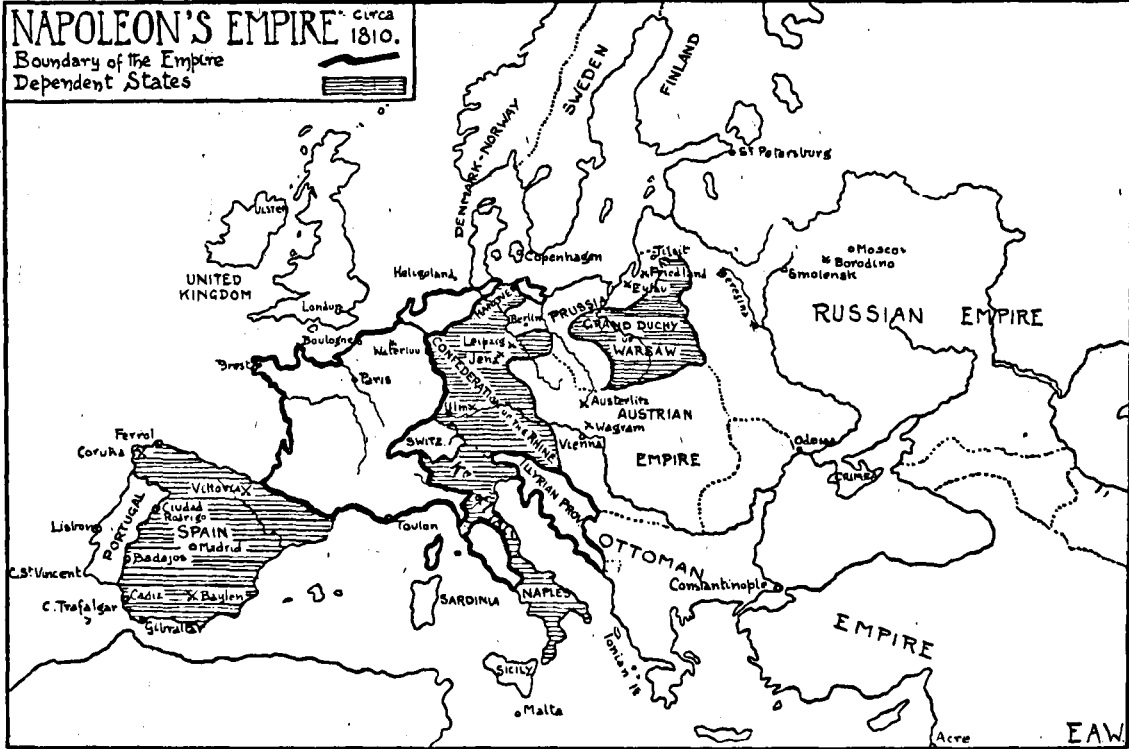 NAPOLEON'S EMPIRE circa 1810.
Boundary of the Empire
Dependent States
SWEDEN
FINLAND
DENMARK-NORWAY
St Petersburg
ULSTER
UNITED
KINGDOM
London
Heligoland
Copenhagen
Tilsit
Friedland
Eylau
Moscow
Borodino
Smolensk
Beresina
RUSSIAN EMPIRE
PRUSSIA
Berlin
GRAND DUCHY
OF
WARSAW
Leipzig
Jena
CONFEDERATION OF THE RHINE
Boulogne
Waterloo
Brest
Paris
Ulm
Austerlitz
Wagram
Vienna
AUSTRIAN
EMPIRE
SWITZ.
ILLYRIAN PROV.
Odessa
CRIMEA
Ferrol
Coruña
Vittoria
Ciudad
Rodrigo
PORTUGAL
SPAIN
Madrid
Lisbon
Badajos
C. St. Vincent
Cadiz
Baylen
C. Trafalgar
Gibraltar
Toulon
SARDINIA
NAPLES
SICILY
Malta
OTTOMAN
EMPIRE
Constantinople
Ionian Is
Acre
E.A.W.